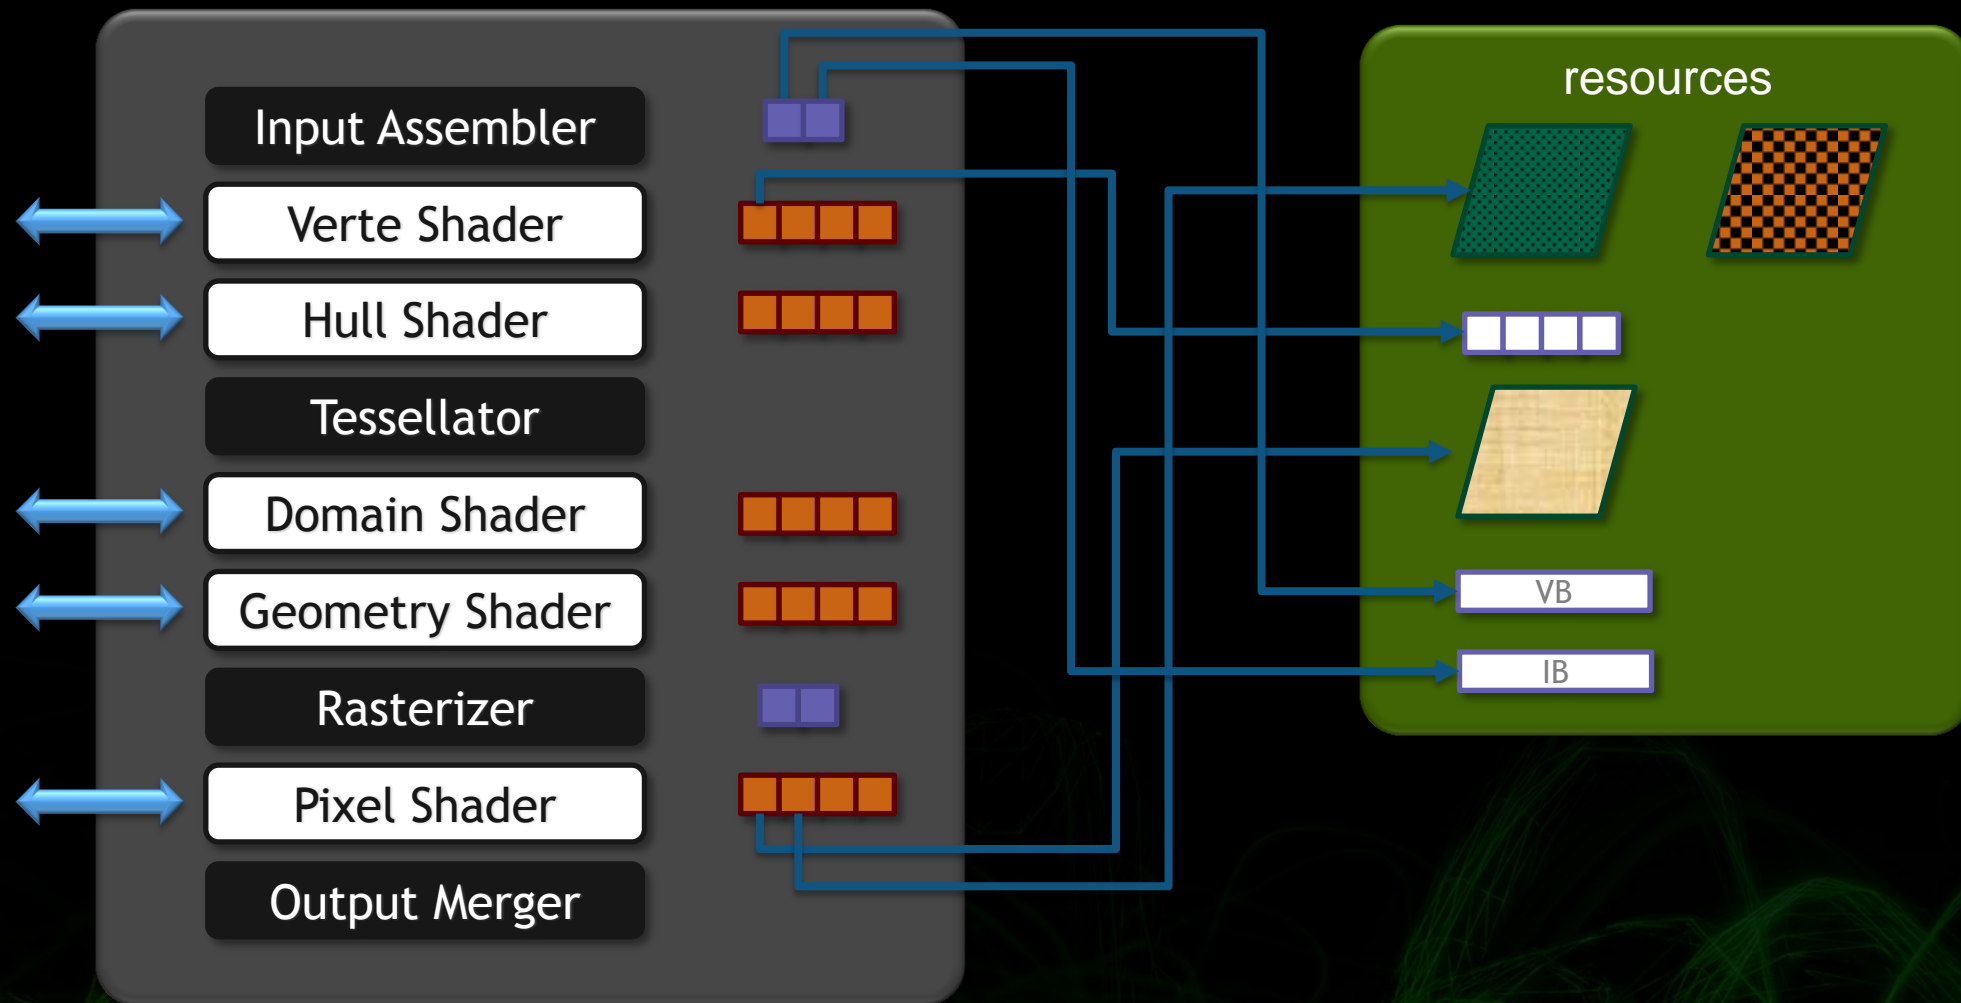 Input Assembler
Verte Shader
Hull Shader
Tessellator
Domain Shader
Geometry Shader
Rasterizer
Pixel Shader
Output Merger
resources
VB
IB